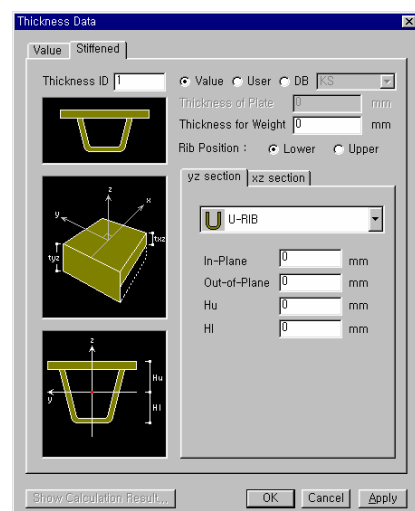 Thickness Data
Value Stiffened
Thickness ID 1
Value User DB KS
Thickness of Plate 0 mm
Thickness for Weight 0 mm
Rib Position : Lower Upper
yz section xz section
U-RIB
In-Plane 0 mm
Out-of-Plane 0 mm
Hu 0 mm
Hl 0 mm
z
x
y
tyz
txz
z
y
Hu
Hl
Show Calculation Result...
OK Cancel Apply